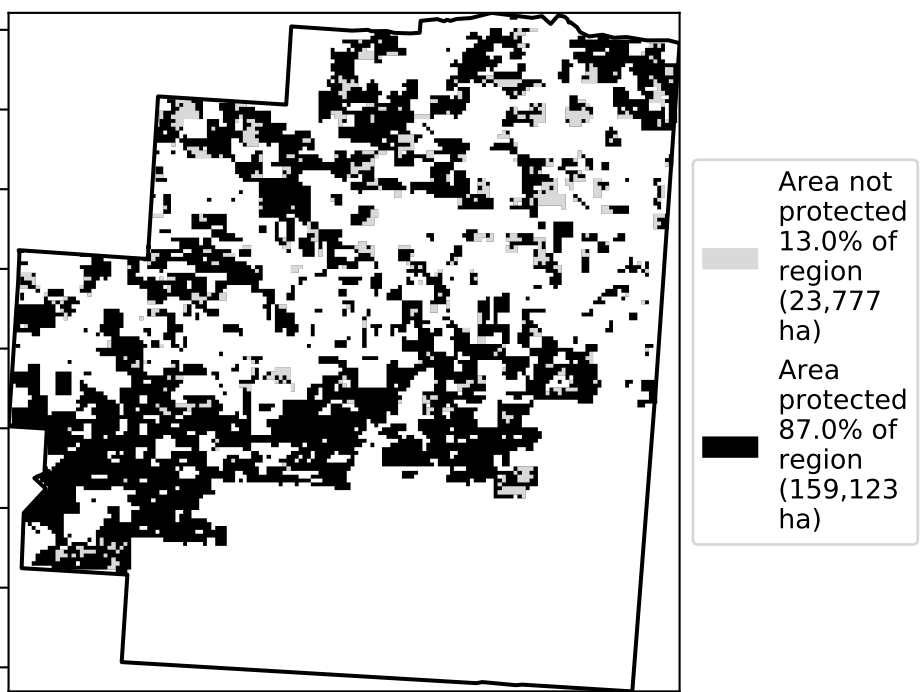 Area not
protected
13.0% of
region
(23,777
ha)
Area
protected
87.0% of
region
(159,123
ha)